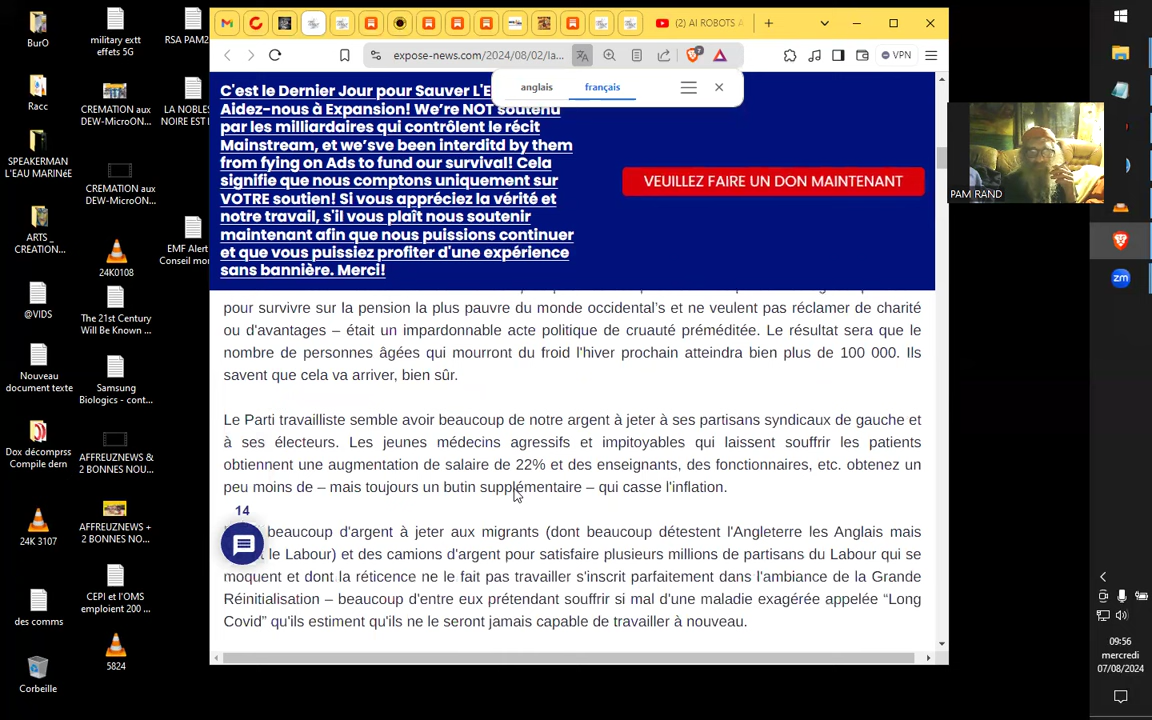 BurO
military extt
effets 5G
RSA PAM2
Racc
CREMATION aux
DEW-MicroON...
LA NOBLES
NOIRE EST I
SPEAKERMAN
L'EAU MARINéE
CREMATION aux
DEW-MicroON...
ARTS _
CREATION...
24K0108
EMF Alert
Conseil mor
@VIDS
The 21st Century
Will Be Known ...
Nouveau
document texte
Samsung
Biologics - cont...
Dox décomprss
Compile dern
AFFREUZNEWS
+ 2 BONNES NOU...
24K 3107
AFFREUZNEWS +
2 BONNES NOU...
des comms
CEPI et l'OMS
emploient 200 ...
Corbeille
5824
(2) AI ROBOTS A
expose-news.com/2024/08/02/la...
VPN
anglais
français
C'est le Dernier Jour pour Sauver L'E
Aidez-nous à Expansion! We're NOT soutenu
par les milliardaires qui contrôlent le récit
Mainstream, et we'sve been interditd by them
from fying on Ads to fund our survival! Cela
signifie que nous comptons uniquement sur
VOTRE soutien! Si vous appréciez la vérité et
notre travail, s'il vous plaît nous soutenir
maintenant afin que nous puissions continuer
et que vous puissiez profiter d'une expérience
sans bannière. Merci!
VEUILLEZ FAIRE UN DON MAINTENANT
pour survivre sur la pension la plus pauvre du monde occidental's et ne veulent pas réclamer de charité
ou d'avantages – était un impardonnable acte politique de cruauté préméditée. Le résultat sera que le
nombre de personnes âgées qui mourront du froid l'hiver prochain atteindra bien plus de 100 000. Ils
savent que cela va arriver, bien sûr.
Le Parti travailliste semble avoir beaucoup de notre argent à jeter à ses partisans syndicaux de gauche et
à ses électeurs. Les jeunes médecins agressifs et impitoyables qui laissent souffrir les patients
obtiennent une augmentation de salaire de 22% et des enseignants, des fonctionnaires, etc. obtenez un
peu moins de – mais toujours un butin supplémentaire – qui casse l'inflation.
14
beaucoup d'argent à jeter aux migrants (dont beaucoup détestent l'Angleterre les Anglais mais
le Labour) et des camions d'argent pour satisfaire plusieurs millions de partisans du Labour qui se
moquent et dont la réticence ne le fait pas travailler s'inscrit parfaitement dans l'ambiance de la Grande
Réinitialisation – beaucoup d'entre eux prétendant souffrir si mal d'une maladie exagérée appelée “Long
Covid” qu'ils estiment qu'ils ne le seront jamais capable de travailler à nouveau.
PAM RAND
zm
09:56
mercredi
07/08/2024